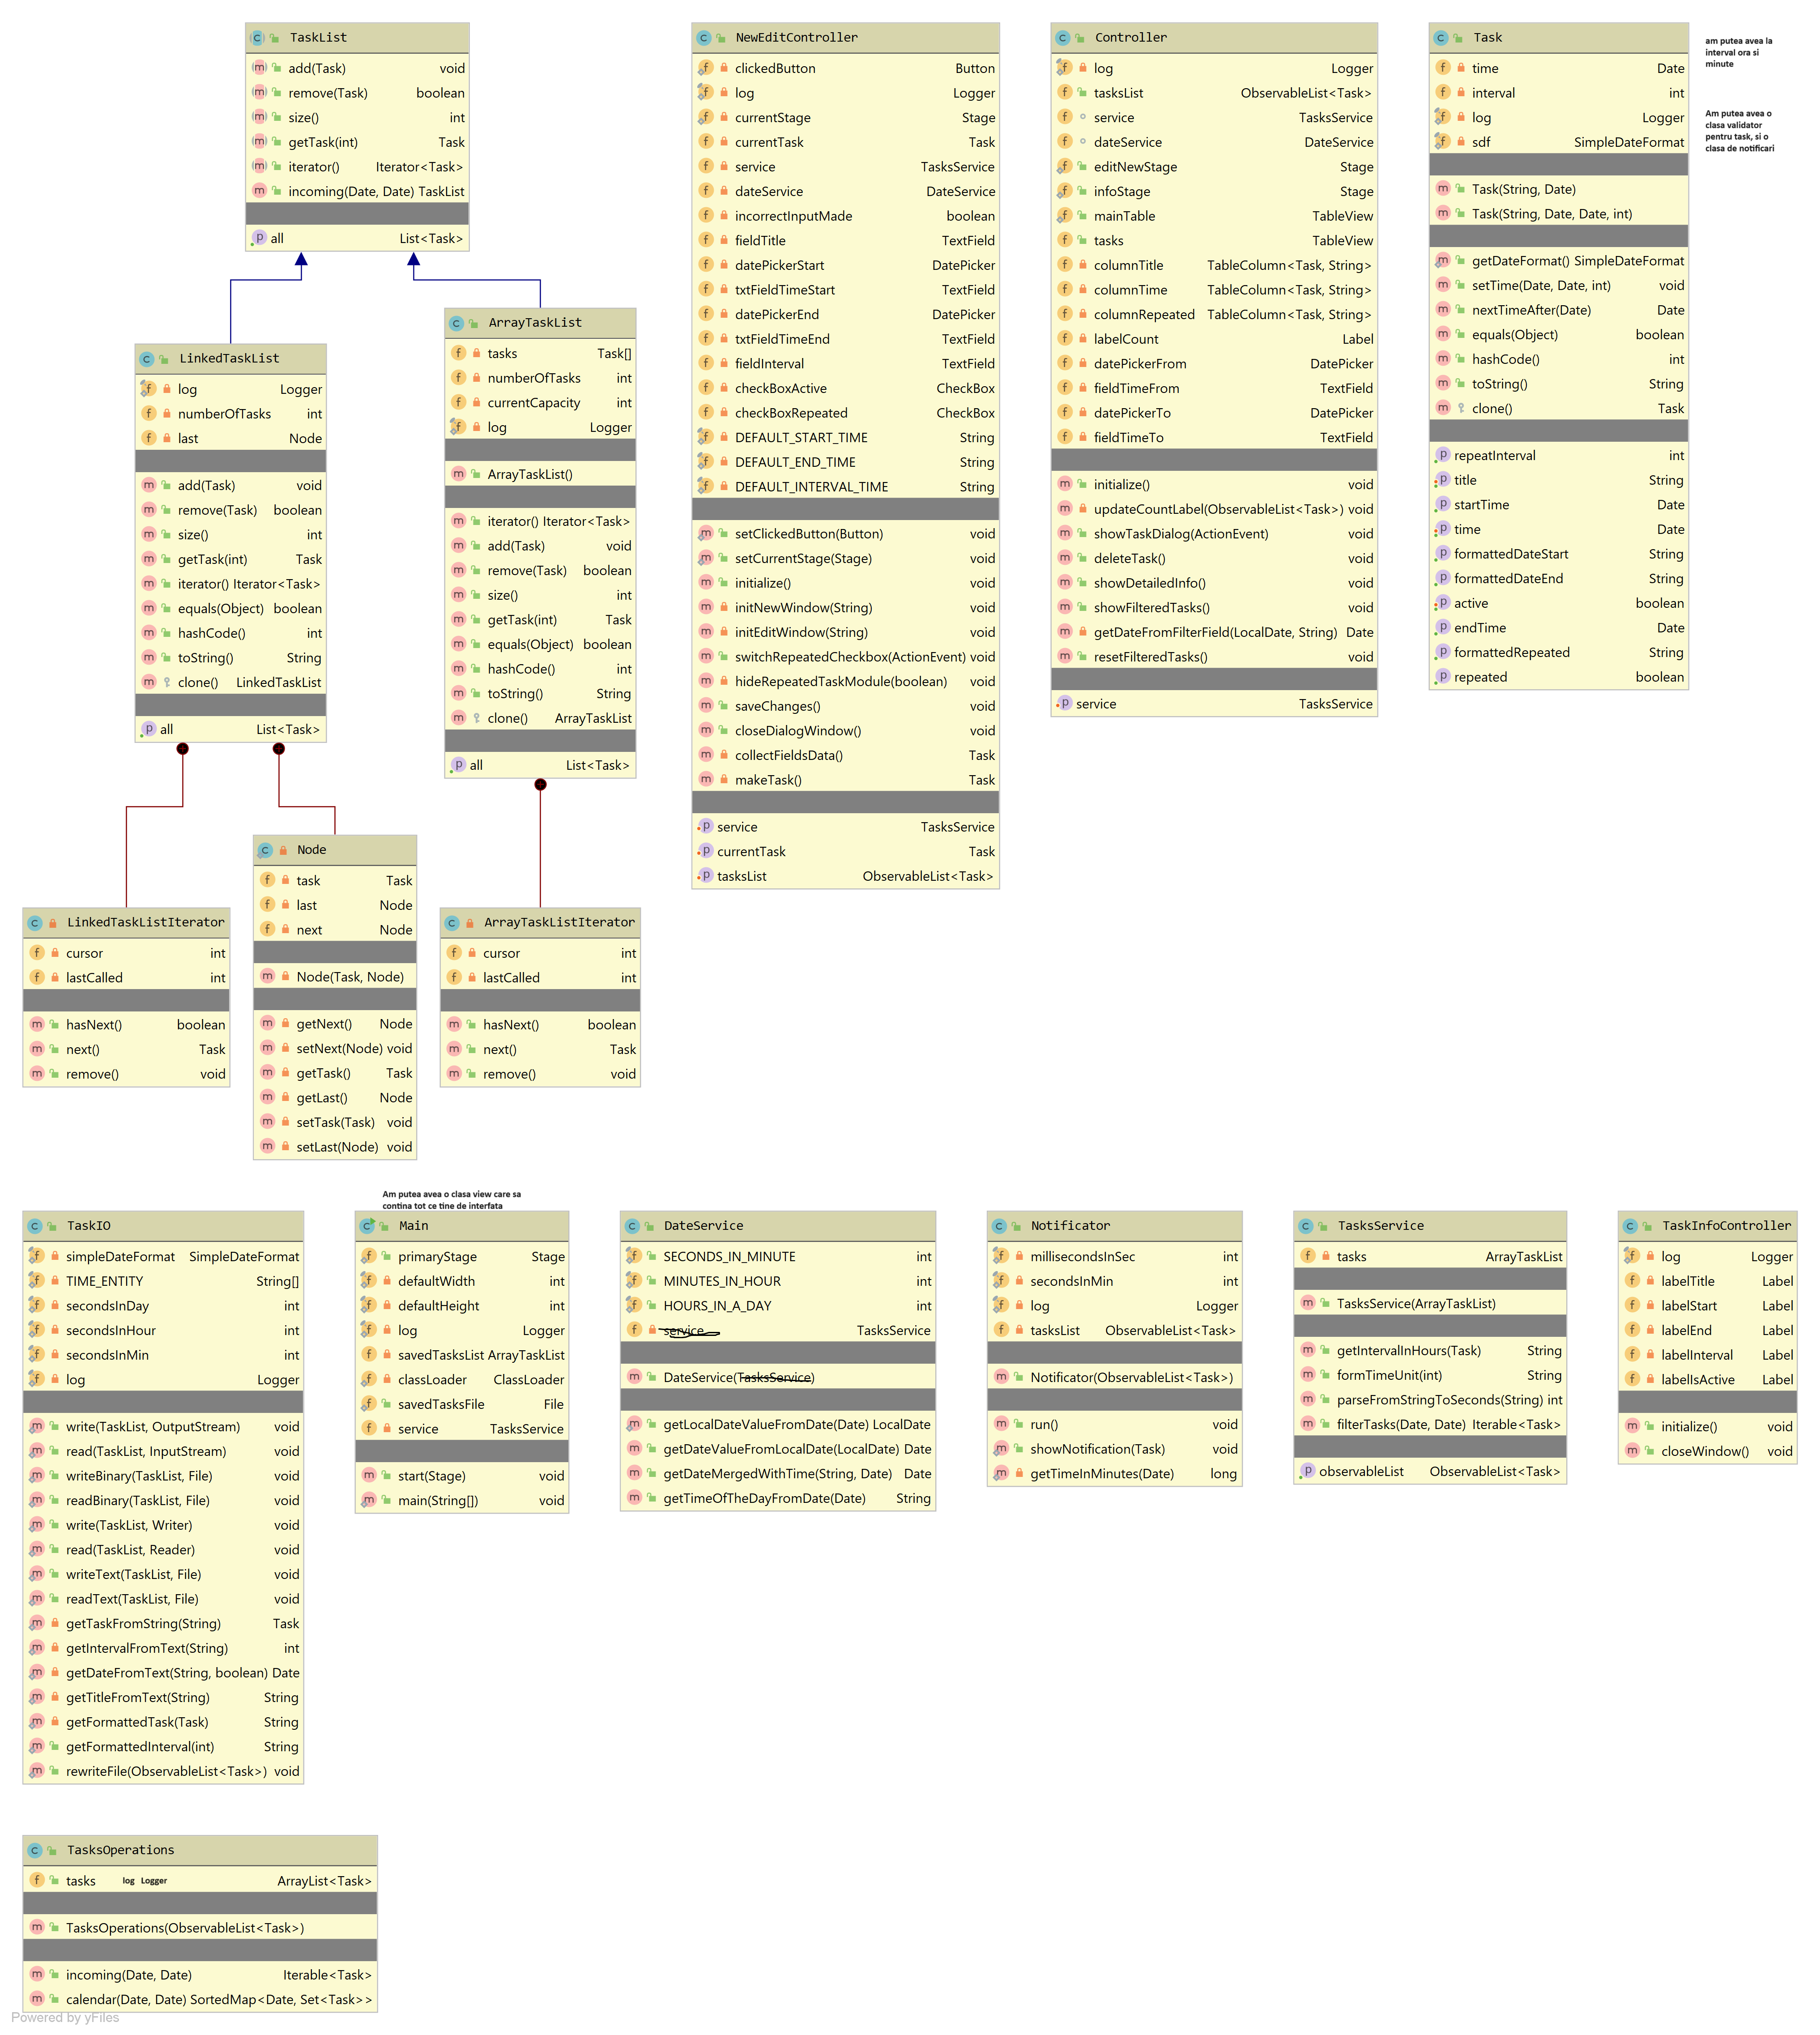 TaskList
add(Task) void
remove(Task) boolean
size() int
getTask(int) Task
iterator() Iterator<Task>
incoming(Date, Date) TaskList
all List<Task>
LinkedTaskList
log Logger
numberOfTasks int
last Node
add(Task) void
remove(Task) boolean
size() int
getTask(int) Task
iterator() Iterator<Task>
equals(Object) boolean
hashCode() int
toString() String
clone() LinkedTaskList
all List<Task>
ArrayTaskList
tasks Task[]
numberOfTasks int
currentCapacity int
log Logger
ArrayTaskList()
iterator() Iterator<Task>
add(Task) void
remove(Task) boolean
size() int
getTask(int) Task
equals(Object) boolean
hashCode() int
toString() String
clone() ArrayTaskList
all List<Task>
LinkedTaskListIterator
cursor int
lastCalled int
hasNext() boolean
next() Task
remove() void
Node
task Task
last Node
next Node
Node(Task, Node)
getNext() Node
setNext(Node) void
getTask() Task
getLast() Node
setTask(Task) void
setLast(Node) void
ArrayTaskListIterator
cursor int
lastCalled int
hasNext() boolean
next() Task
remove() void
NewEditController
clickedButton Button
log Logger
currentStage Stage
currentTask Task
service TasksService
dateService DateService
incorrectInputMade boolean
fieldTitle TextField
datePickerStart DatePicker
txtFieldTimeStart TextField
datePickerEnd DatePicker
txtFieldTimeEnd TextField
fieldInterval TextField
checkBoxActive CheckBox
checkBoxRepeated CheckBox
DEFAULT_START_TIME String
DEFAULT_END_TIME String
DEFAULT_INTERVAL_TIME String
setClickedButton(Button) void
setCurrentStage(Stage) void
initialize() void
initNewWindow(String) void
initEditWindow(String) void
switchRepeatedCheckbox(ActionEvent) void
hideRepeatedTaskModule(boolean) void
saveChanges() void
closeDialogWindow() void
collectFieldsData() Task
makeTask() Task
service TasksService
currentTask Task
tasksList ObservableList<Task>
Controller
log Logger
tasksList ObservableList<Task>
service TasksService
dateService DateService
editNewStage Stage
infoStage Stage
mainTable TableView
tasks TableView
columnTitle TableColumn<Task, String>
columnTime TableColumn<Task, String>
columnRepeated TableColumn<Task, String>
labelCount Label
datePickerFrom DatePicker
fieldTimeFrom TextField
datePickerTo DatePicker
fieldTimeTo TextField
initialize() void
updateCountLabel(ObservableList<Task>) void
showTaskDialog(ActionEvent) void
deleteTask() void
showDetailedInfo() void
showFilteredTasks() void
getDateFromFilterField(LocalDate, String) Date
resetFilteredTasks() void
service TasksService
Task
time Date
interval int
log Logger
sdf SimpleDateFormat
Task(String, Date)
Task(String, Date, Date, int)
getDateFormat() SimpleDateFormat
setTime(Date, Date, int) void
nextTimeAfter(Date) Date
equals(Object) boolean
hashCode() int
toString() String
clone() Task
repeatInterval int
title String
startTime Date
time Date
formattedDateStart String
formattedDateEnd String
active boolean
endTime Date
formattedRepeated String
repeated boolean
am putea avea la
interval ora si
minute
Am putea avea o
clasa validator
pentru task, si o
clasa de notificari
TaskIO
simpleDateFormat SimpleDateFormat
TIME_ENTITY String[]
secondsInDay int
secondsInHour int
secondsInMin int
log Logger
write(TaskList, OutputStream) void
read(TaskList, InputStream) void
writeBinary(TaskList, File) void
readBinary(TaskList, File) void
write(TaskList, Writer) void
read(TaskList, Reader) void
writeText(TaskList, File) void
readText(TaskList, File) void
getTaskFromString(String) Task
getIntervalFromText(String) int
getDateFromText(String, boolean) Date
getTitleFromText(String) String
getFormattedTask(Task) String
getFormattedInterval(int) String
rewriteFile(ObservableList<Task>) void
Am putea avea o clasa view care sa
contina tot ce tine de interfata
Main
primaryStage Stage
defaultWidth int
defaultHeight int
log Logger
savedTasksList ArrayTaskList
classLoader ClassLoader
savedTasksFile File
service TasksService
start(Stage) void
main(String[]) void
DateService
SECONDS_IN_MINUTE int
MINUTES_IN_HOUR int
HOURS_IN_A_DAY int
service TasksService
DateService(TasksService)
getLocalDateValueFromDate(Date) LocalDate
getDateValueFromLocalDate(LocalDate) Date
getDateMergedWithTime(String, Date) Date
getTimeOfTheDayFromDate(Date) String
Notificator
millisecondsInSec int
secondsInMin int
log Logger
tasksList ObservableList<Task>
Notificator(ObservableList<Task>)
run() void
showNotification(Task) void
getTimeInMinutes(Date) long
TasksService
tasks ArrayTaskList
TasksService(ArrayTaskList)
getIntervalInHours(Task) String
formTimeUnit(int) String
parseFromStringToSeconds(String) int
filterTasks(Date, Date) Iterable<Task>
observableList ObservableList<Task>
TaskInfoController
log Logger
labelTitle Label
labelStart Label
labelEnd Label
labelInterval Label
labelIsActive Label
initialize() void
closeWindow() void
TasksOperations
tasks log Logger ArrayList<Task>
TasksOperations(ObservableList<Task>)
incoming(Date, Date) Iterable<Task>
calendar(Date, Date) SortedMap<Date, Set<Task>>
Powered by yFiles